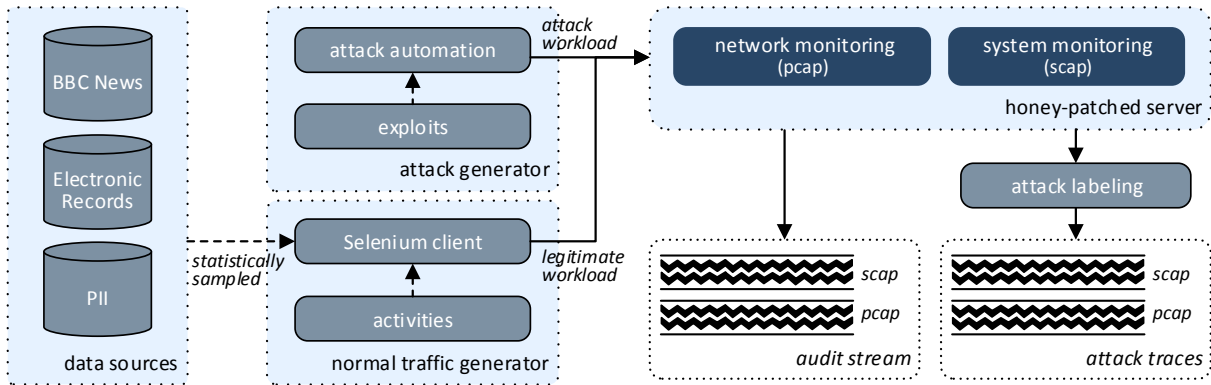 BBC News
Electronic
Records
PII
data sources
statistically
sampled
attack automation
exploits
attack generator
Selenium client
activities
normal traffic generator
attack
workload
legitimate
workload
network monitoring
(pcap)
system monitoring
(scap)
honey-patched server
attack labeling
scap
pcap
audit stream
scap
pcap
attack traces